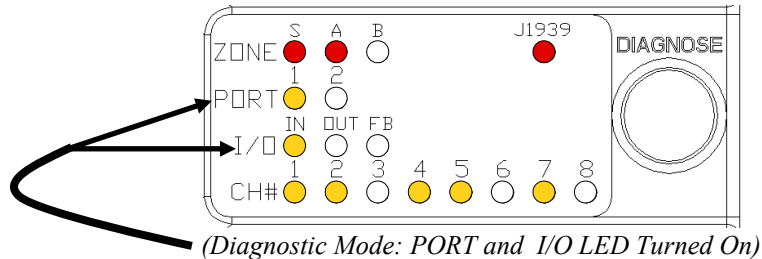 S A B J1939
ZONE
DIAGNOSE
1 2
PORT
IN OUT FB
I/O
1 2 3 4 5 6 7 8
CH#
(Diagnostic Mode: PORT and I/O LED Turned On)